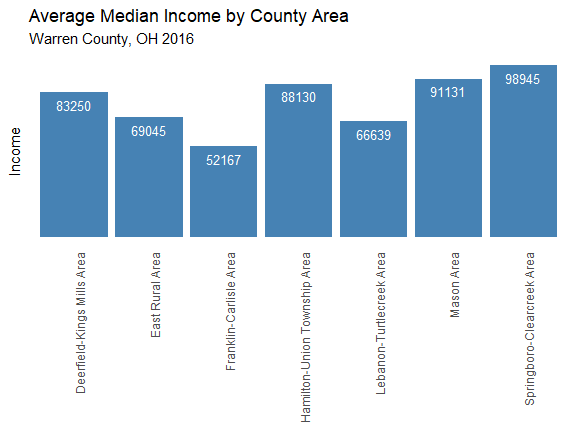 Average Median Income by County Area
Warren County, OH 2016
Income
83250
69045
52167
88130
66639
91131
98945
Deerfield-Kings Mills Area
East Rural Area
Franklin-Carlisle Area
Hamilton-Union Township Area
Lebanon-Turtlecreek Area
Mason Area
Springboro-Clearcreek Area